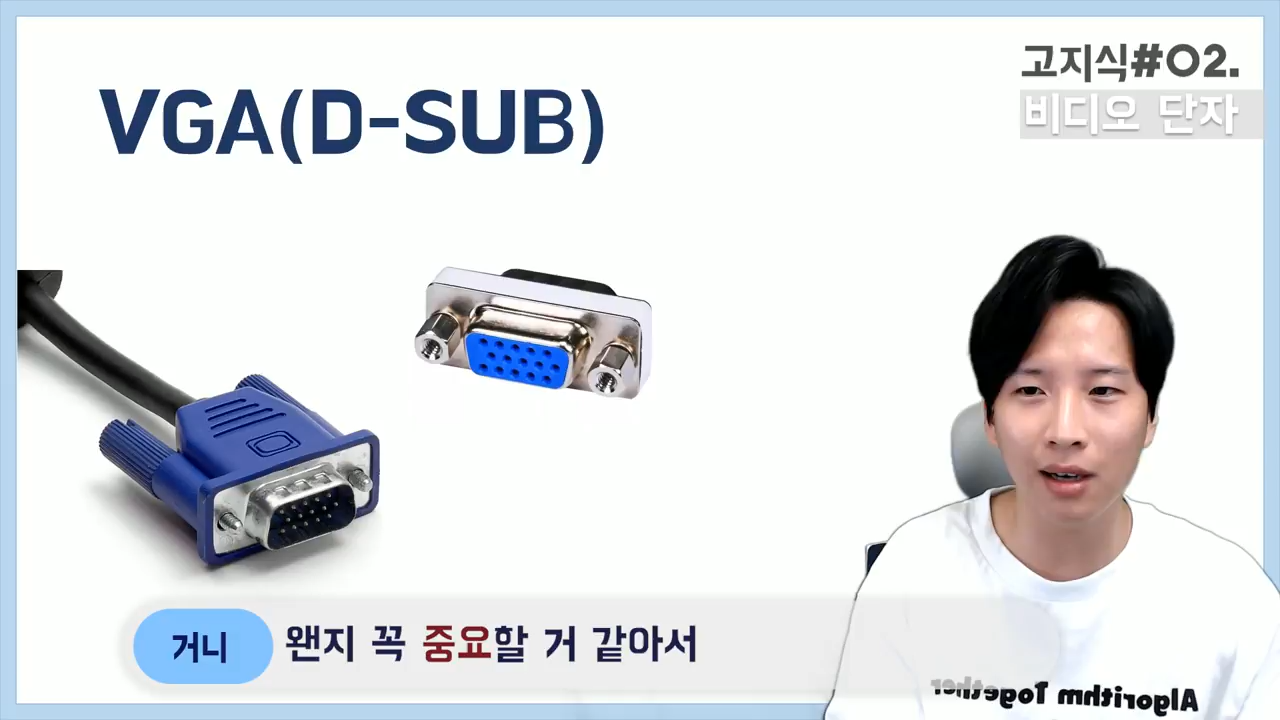 고지식#02.
비디오 단자
VGA(D-SUB)
거니 왠지 꼭 중요할 거 같아서
Algorithm Together